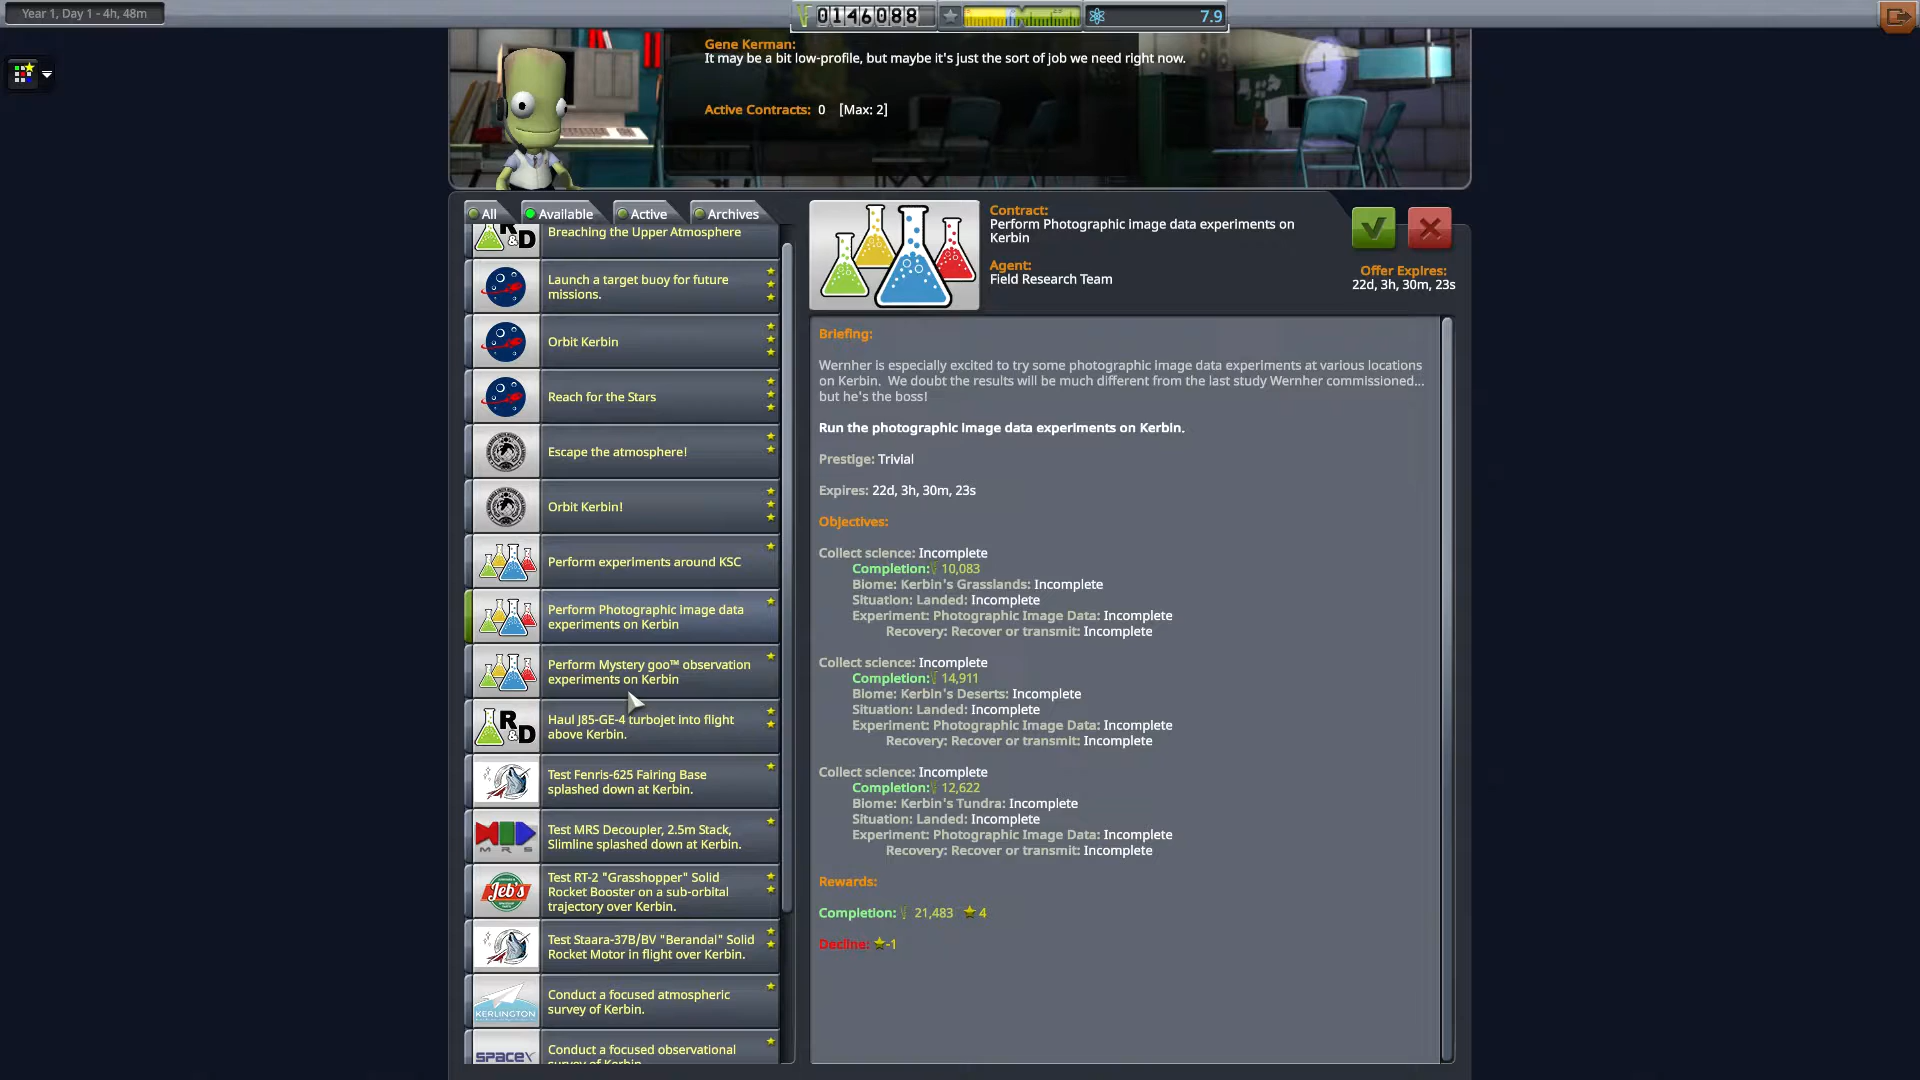 Year 1, Day 1 - 4h, 48m
0146088
7.9
Gene Kerman:
It may be a bit low-profile, but maybe it's just the sort of job we need right now.
Active Contracts: 0 [Max: 2]
All
Available
Active
Archives
R&D
Breaching the Upper Atmosphere
Launch a target buoy for future
missions.
Orbit Kerbin
Reach for the Stars
Escape the atmosphere!
Orbit Kerbin!
Perform experiments around KSC
Perform Photographic image data
experiments on Kerbin
Perform Mystery goo™ observation
experiments on Kerbin
R&D
Haul J85-GE-4 turbojet into flight
above Kerbin.
Test Fenris-625 Fairing Base
splashed down at Kerbin.
MRS
Test MRS Decoupler, 2.5m Stack,
Slimline splashed down at Kerbin.
Jeb's
Test RT-2 "Grasshopper" Solid
Rocket Booster on a sub-orbital
trajectory over Kerbin.
Test Staara-37B/BV "Berandal" Solid
Rocket Motor in flight over Kerbin.
KERLINGTON
Conduct a focused atmospheric
survey of Kerbin.
SPACEX
Conduct a focused observational
survey of Kerbin
Contract:
Perform Photographic image data experiments on
Kerbin
Agent:
Field Research Team
Offer Expires:
22d, 3h, 30m, 23s
Briefing:
Wernher is especially excited to try some photographic image data experiments at various locations
on Kerbin. We doubt the results will be much different from the last study Wernher commissioned...
but he's the boss!
Run the photographic image data experiments on Kerbin.
Prestige: Trivial
Expires: 22d, 3h, 30m, 23s
Objectives:
Collect science: Incomplete
Completion: 10,083
Biome: Kerbin's Grasslands: Incomplete
Situation: Landed: Incomplete
Experiment: Photographic Image Data: Incomplete
Recovery: Recover or transmit: Incomplete
Collect science: Incomplete
Completion: 14,911
Biome: Kerbin's Deserts: Incomplete
Situation: Landed: Incomplete
Experiment: Photographic Image Data: Incomplete
Recovery: Recover or transmit: Incomplete
Collect science: Incomplete
Completion: 12,622
Biome: Kerbin's Tundra: Incomplete
Situation: Landed: Incomplete
Experiment: Photographic Image Data: Incomplete
Recovery: Recover or transmit: Incomplete
Rewards:
Completion: 21,483 4
Decline: -1